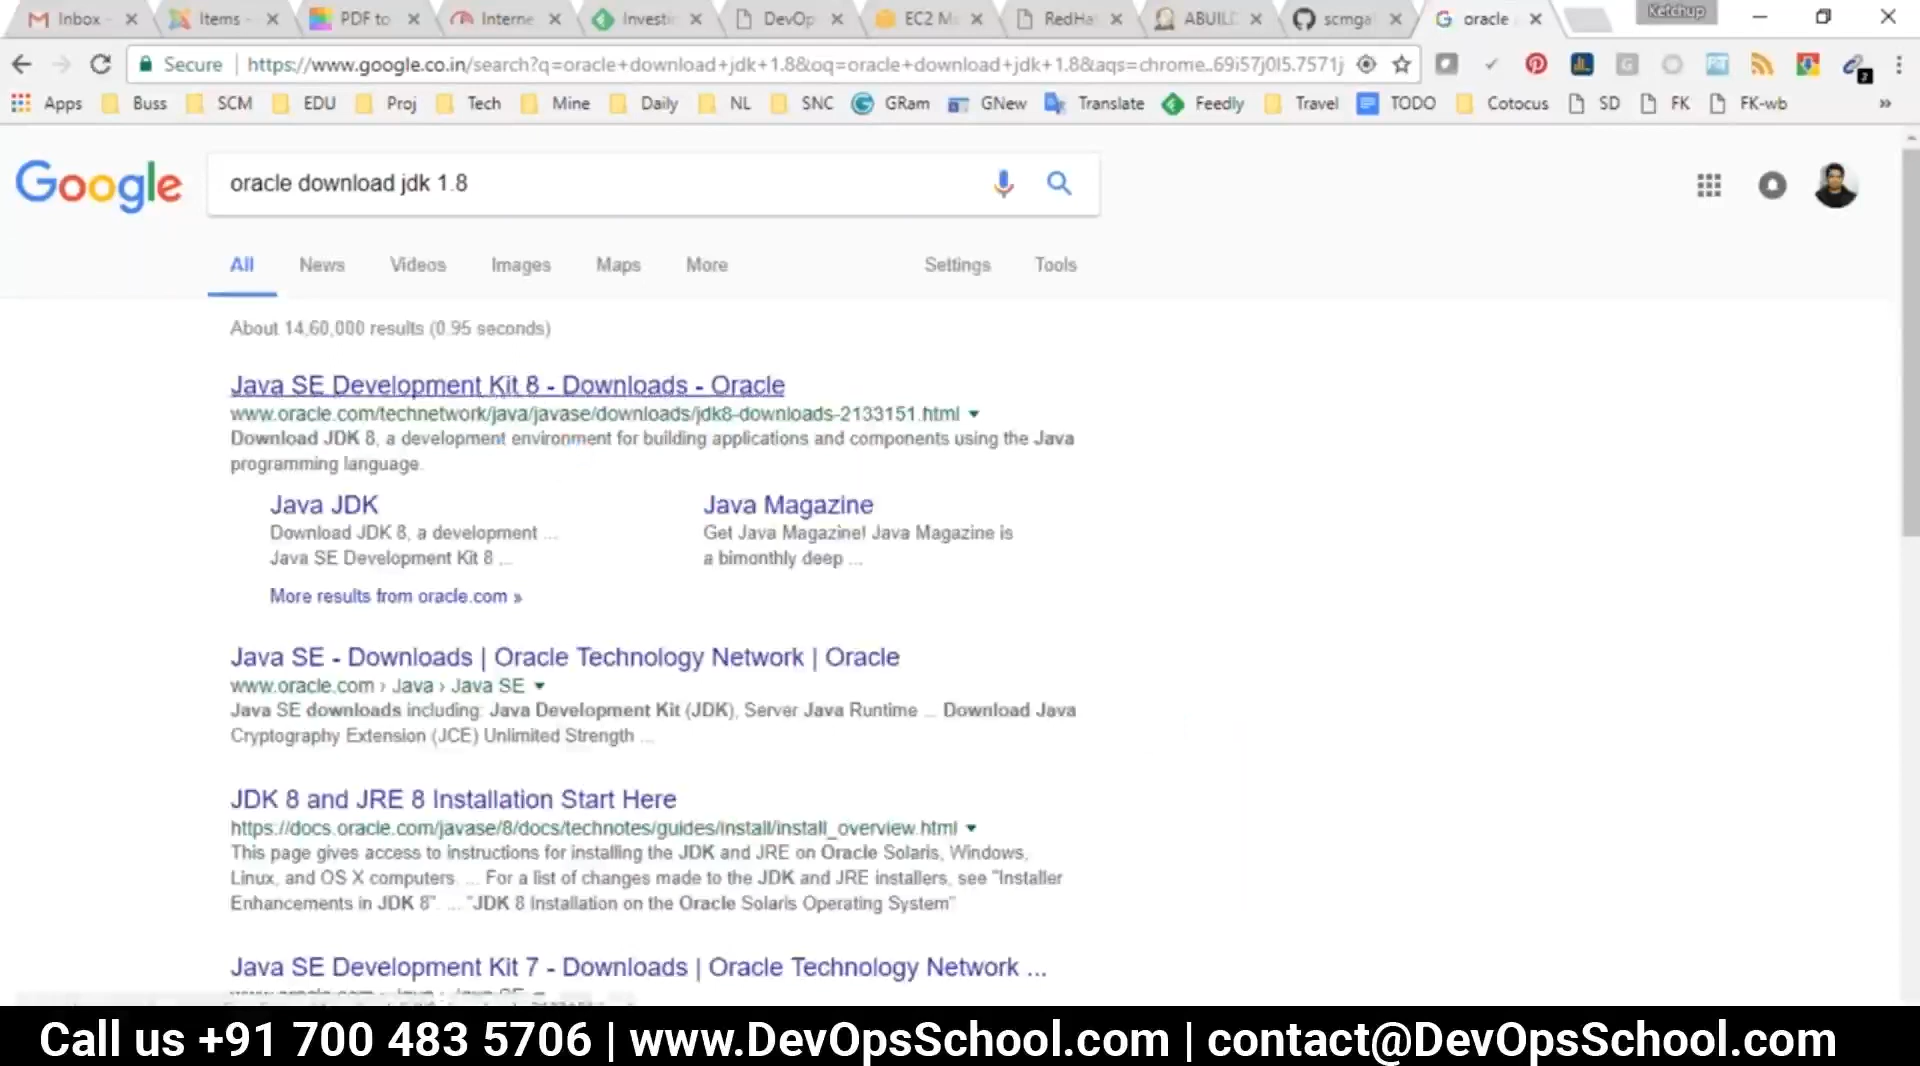 Inbox
Items
PDF to
Interne
Investi
DevOp
EC2 M
RedHa
ABUILD
scmga
oracle
Ketchup
Secure
https://www.google.co.in/search?q=oracle+download+jdk+1.8&oq=oracle+download+jdk+1.8&aqs=chrome..69i57j0l5.7571j
Apps
Buss
SCM
EDU
Proj
Tech
Mine
Daily
NL
SNC
GRam
GNew
Translate
Feedly
Travel
TODO
Cotocus
SD
FK
FK-wb
»
Google
oracle download jdk 1.8
All
News
Videos
Images
Maps
More
Settings
Tools
About 14,60,000 results (0.95 seconds)
Java SE Development Kit 8 - Downloads - Oracle
www.oracle.com/technetwork/java/javase/downloads/jdk8-downloads-2133151.html
Download JDK 8, a development environment for building applications and components using the Java
programming language.
Java JDK
Download JDK 8, a development ...
Java SE Development Kit 8 ...
Java Magazine
Get Java Magazine! Java Magazine is
a bimonthly deep ...
More results from oracle.com »
Java SE - Downloads | Oracle Technology Network | Oracle
www.oracle.com › Java › Java SE
Java SE downloads including: Java Development Kit (JDK), Server Java Runtime ... Download Java
Cryptography Extension (JCE) Unlimited Strength ...
JDK 8 and JRE 8 Installation Start Here
https://docs.oracle.com/javase/8/docs/technotes/guides/install/install_overview.html
This page gives access to instructions for installing the JDK and JRE on Oracle Solaris, Windows,
Linux, and OS X computers. ... For a list of changes made to the JDK and JRE installers, see "Installer
Enhancements in JDK 8". ... "JDK 8 Installation on the Oracle Solaris Operating System"
Java SE Development Kit 7 - Downloads | Oracle Technology Network ...
Call us +91 700 483 5706 | www.DevOpsSchool.com | contact@DevOpsSchool.com